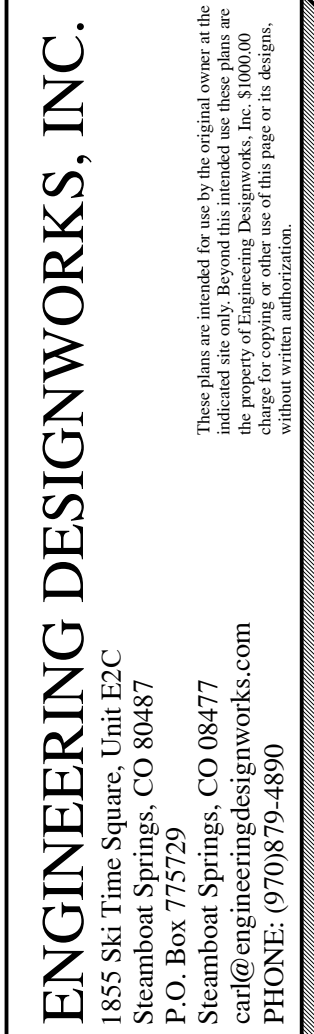 ENGINEERING DESIGNWORKS, INC.
1855 Ski Time Square, Unit E2C
Steamboat Springs, CO 80487
P.O. Box 775729
Steamboat Springs, CO 08477
carl@engineeringdesignworks.com
PHONE: (970)879-4890
These plans are intended for use by the original owner at the
indicated site only. Beyond this intended use these plans are
the property of Engineering Designworks, Inc. $1000.00
charge for copying or other use of this page or its designs,
without written authorization.